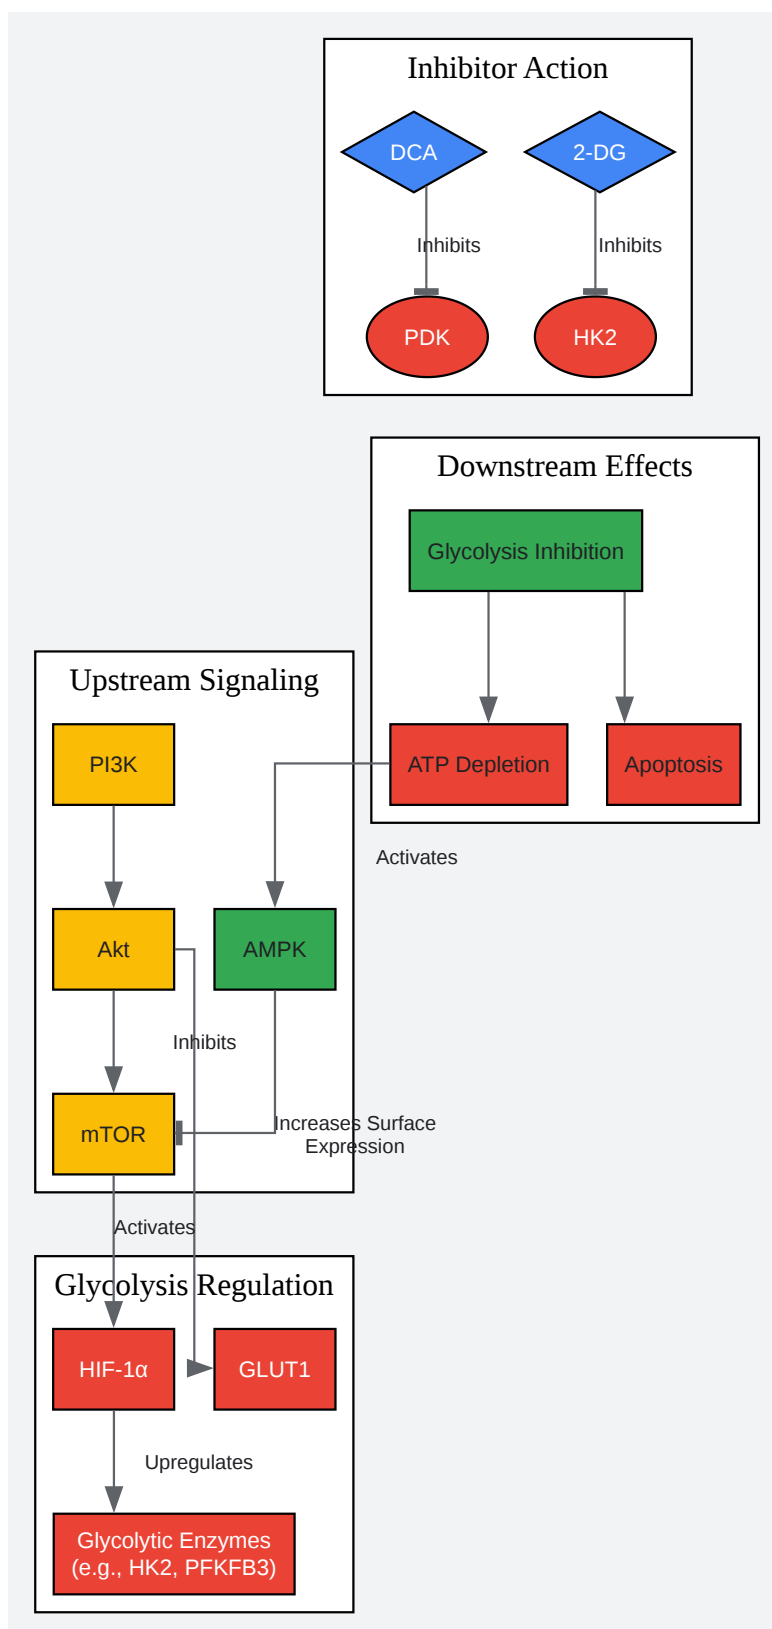 Inhibitor Action
DCA
2-DG
Inhibits
Inhibits
PDK
HK2
Downstream Effects
Glycolysis Inhibition
ATP Depletion
Apoptosis
Activates
Upstream Signaling
PI3K
Akt
AMPK
Inhibits
mTOR
Increases Surface
Expression
Activates
Glycolysis Regulation
HIF-1α
GLUT1
Upregulates
Glycolytic Enzymes
(e.g., HK2, PFKFB3)